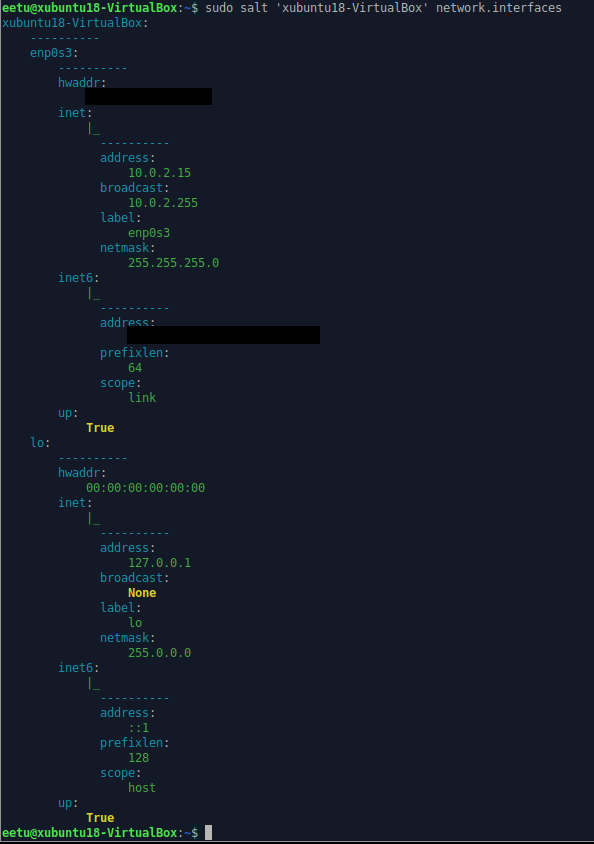 eetu@xubuntu18-VirtualBox:~$ sudo salt 'xubuntu18-VirtualBox' network.interfaces
xubuntu18-VirtualBox:
    ----------
    enp0s3:
        ----------
        hwaddr:
        inet:
            |_
              ----------
              address:
                  10.0.2.15
              broadcast:
                  10.0.2.255
              label:
                  enp0s3
              netmask:
                  255.255.255.0
        inet6:
            |_
              ----------
              address:
              prefixlen:
                  64
              scope:
                  link
        up:
            True
    lo:
        ----------
        hwaddr:
            00:00:00:00:00:00
        inet:
            |_
              ----------
              address:
                  127.0.0.1
              broadcast:
                  None
              label:
                  lo
              netmask:
                  255.0.0.0
        inet6:
            |_
              ----------
              address:
                  ::1
              prefixlen:
                  128
              scope:
                  host
        up:
            True
eetu@xubuntu18-VirtualBox:~$